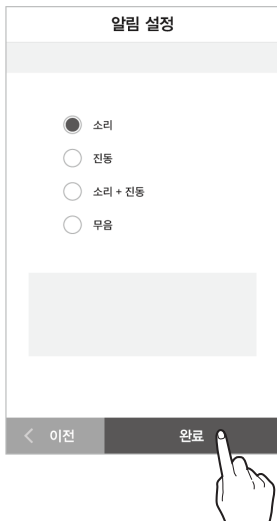 알림 설정
소리
진동
소리 + 진동
무음
이전 완료